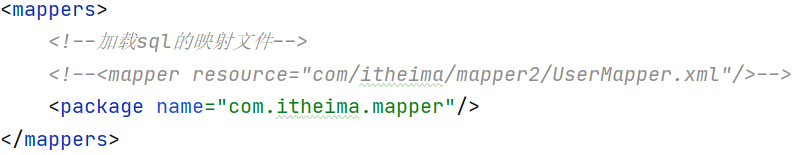 <mappers>
<!--加载sql的映射文件-->
<!--<mapper resource="com/itheima/mapper2/UserMapper.xml"/>-->
<package name="com.itheima.mapper"/>
</mappers>